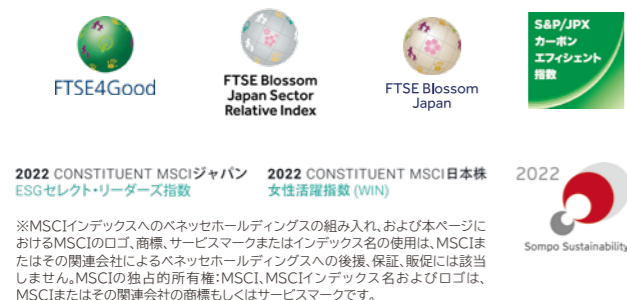 FTSE4Good
FTSE Blossom
Japan Sector
Relative Index
FTSE Blossom
Japan
S&P/JPX
カーボン
エフィシェント
指数
2022 CONSTITUENT MSCIジャパン
ESGセレクト・リーダーズ指数
2022 CONSTITUENT MSCI日本株
女性活躍指数 (WIN)
2022
Sompo Sustainability
※MSCIインデックスへのベネッセホールディングスの組み入れ、および本ページに
おけるMSCIのロゴ、商標、サービスマークまたはインデックス名の使用は、MSCIま
たはその関連会社によるベネッセホールディングスへの後援、保証、販促には該当
しません。MSCIの独占的所有権：MSCI、MSCIインデックス名およびロゴは、
MSCIまたはその関連会社の商標もしくはサービスマークです。